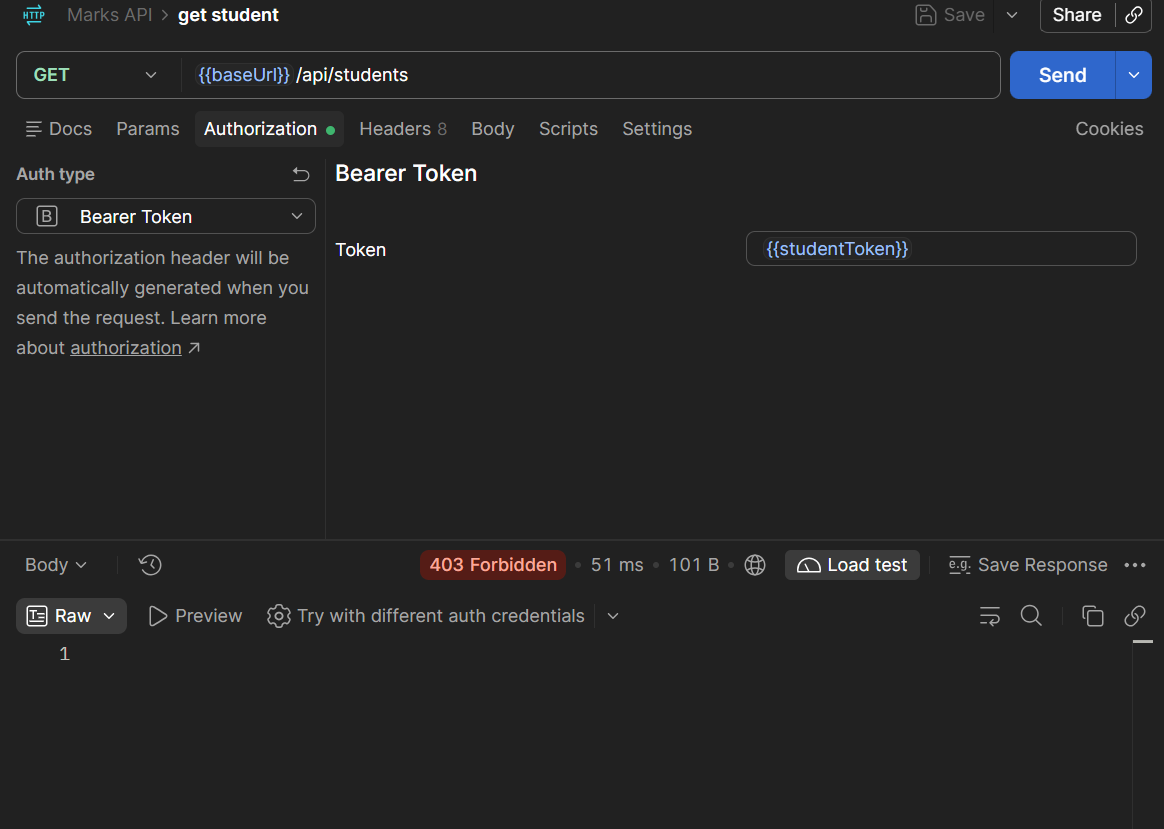 HTTP Marks API > get student Save Share
GET {{baseUrl}} /api/students Send
Docs Params Authorization Headers 8 Body Scripts Settings Cookies
Auth type
B Bearer Token
The authorization header will be
automatically generated when you
send the request. Learn more
about authorization ↗
Bearer Token
Token {{studentToken}}
Body 403 Forbidden • 51 ms • 101 B • Load test e.g. Save Response
Raw Preview Try with different auth credentials
1